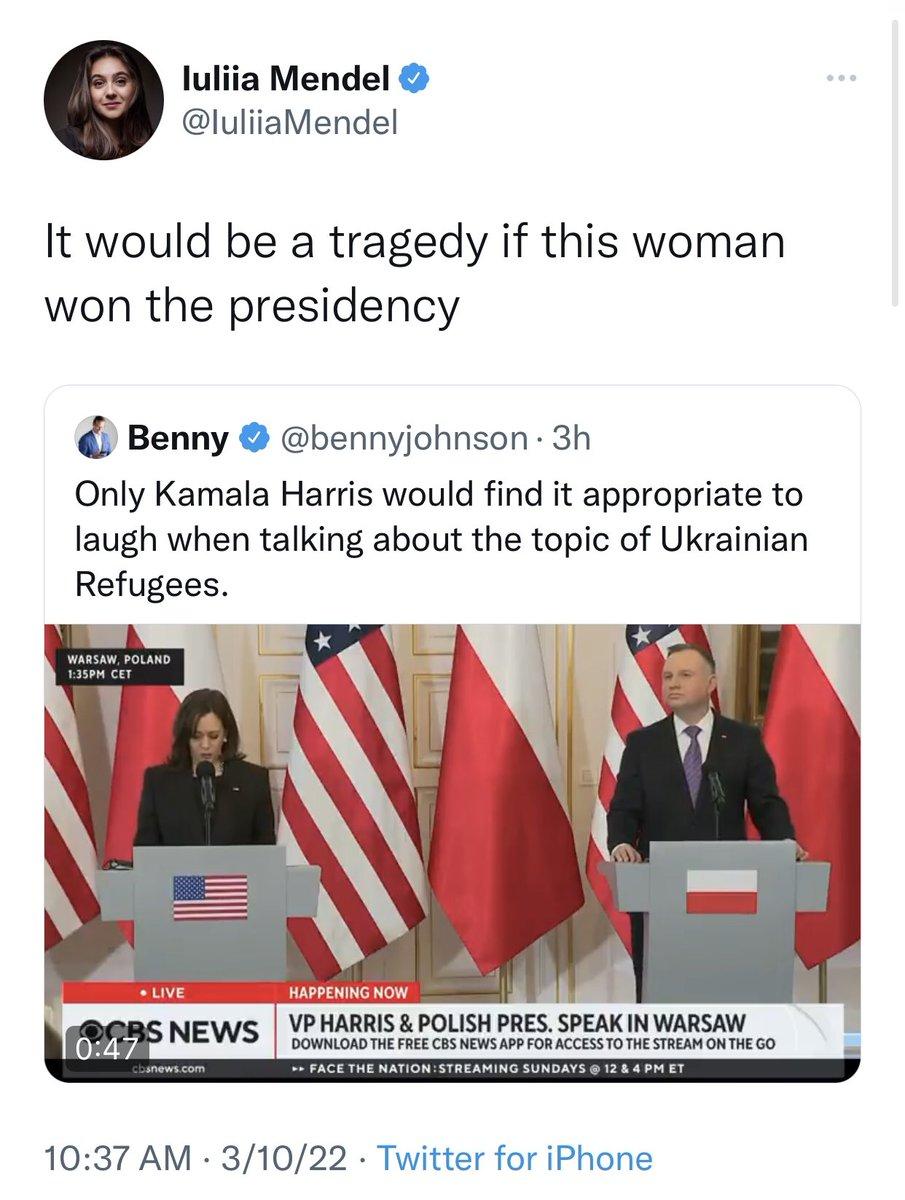 Iuliia Mendel
@IuliiaMendel
It would be a tragedy if this woman
won the presidency
Benny @bennyjohnson · 3h
Only Kamala Harris would find it appropriate to
laugh when talking about the topic of Ukrainian
Refugees.
WARSAW, POLAND
1:35PM CET
• LIVE HAPPENING NOW
CBS NEWS
VP HARRIS & POLISH PRES. SPEAK IN WARSAW
DOWNLOAD THE FREE CBS NEWS APP FOR ACCESS TO THE STREAM ON THE GO
0:47
cbsnews.com
FACE THE NATION: STREAMING SUNDAYS @ 12 & 4 PM ET
10:37 AM · 3/10/22 · Twitter for iPhone